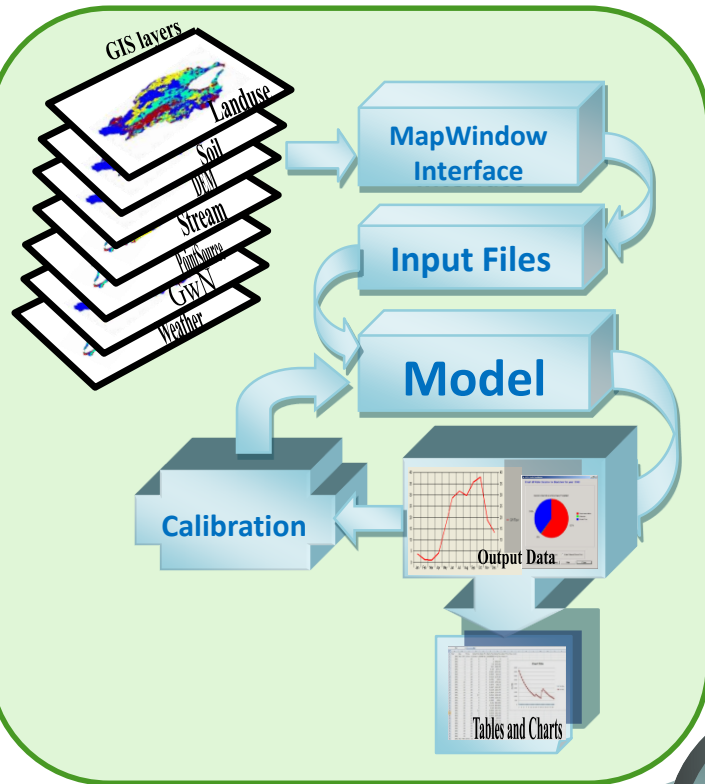 GIS layers
Landuse
Soil
DEM
Stream
PointSource
GwN
Weather
MapWindow
Interface
Input Files
Model
Calibration
Output Data
Tables and Charts